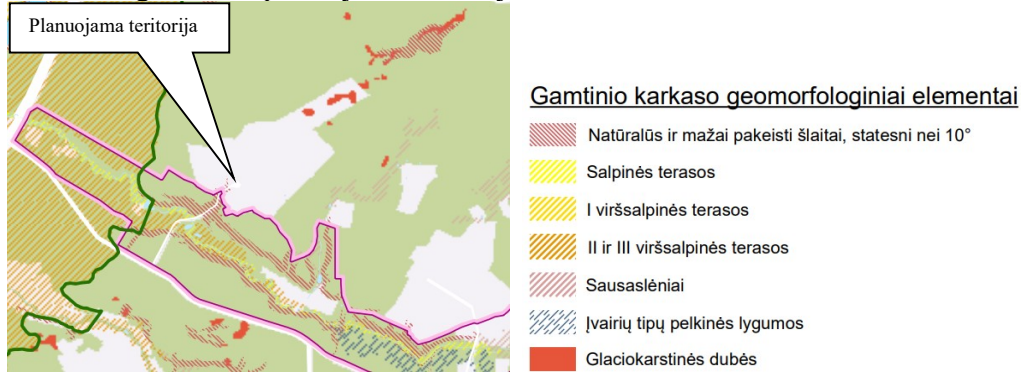 Planuojama teritorija
Gamtinio karkaso geomorfologiniai elementai
Natūralūs ir mažai pakeisti šlaitai, statesni nei 10°
Salpinės terasos
I viršsalpinės terasos
II ir III viršsalpinės terasos
Sausaslėniai
Įvairių tipų pelkinės lygumos
Glaciokarstinės dubės